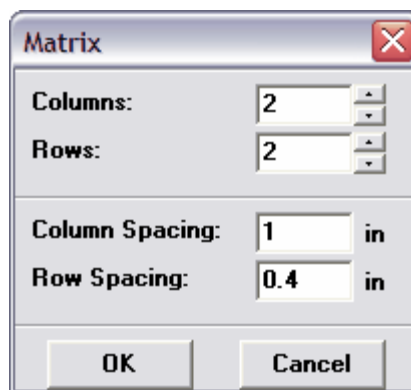 Matrix
Columns: 2
Rows: 2
Column Spacing: 1 in
Row Spacing: 0.4 in
OK Cancel